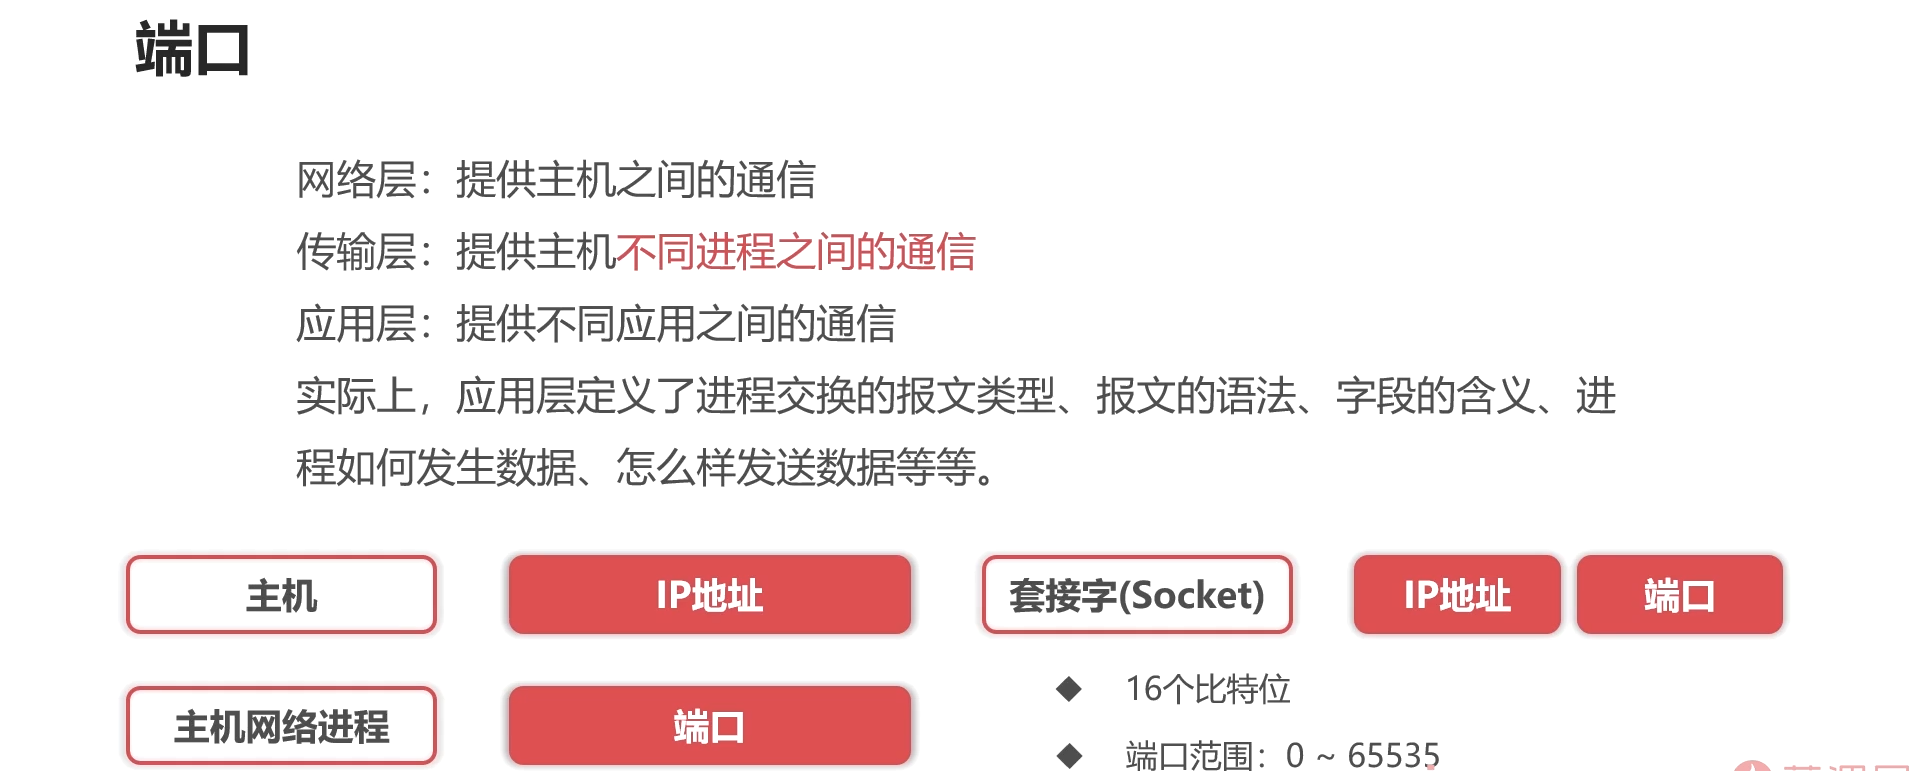 端口
网络层：提供主机之间的通信
传输层：提供主机不同进程之间的通信
应用层：提供不同应用之间的通信
实际上，应用层定义了进程交换的报文类型、报文的语法、字段的含义、进
程如何发生数据、怎么样发送数据等等。
主机 IP地址 套接字(Socket) IP地址 端口
主机网络进程 端口
◆ 16个比特位
◆ 端口范围：0 ~ 65535